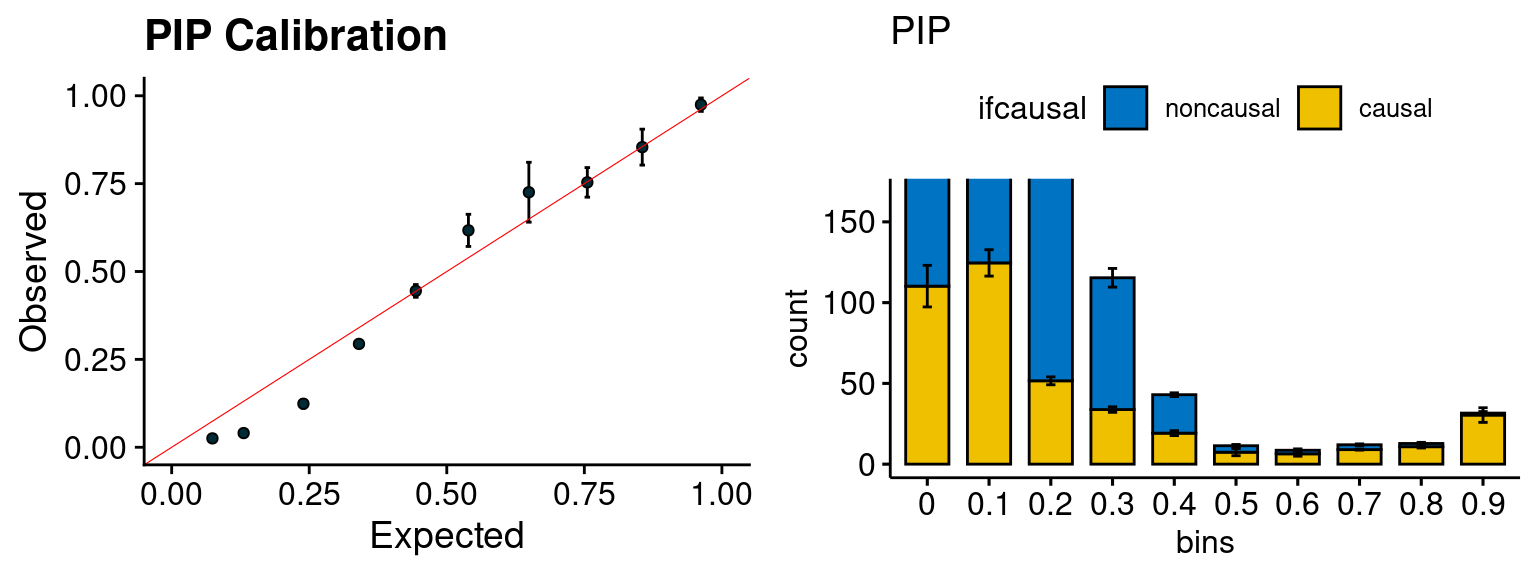 PIP Calibration
1.00
0.75
0.50
0.25
0.00
Observed
0.00 0.25 0.50 0.75 1.00
Expected
PIP
ifcausal noncausal causal
150
100
50
0
count
0 0.1 0.2 0.3 0.4 0.5 0.6 0.7 0.8 0.9
bins